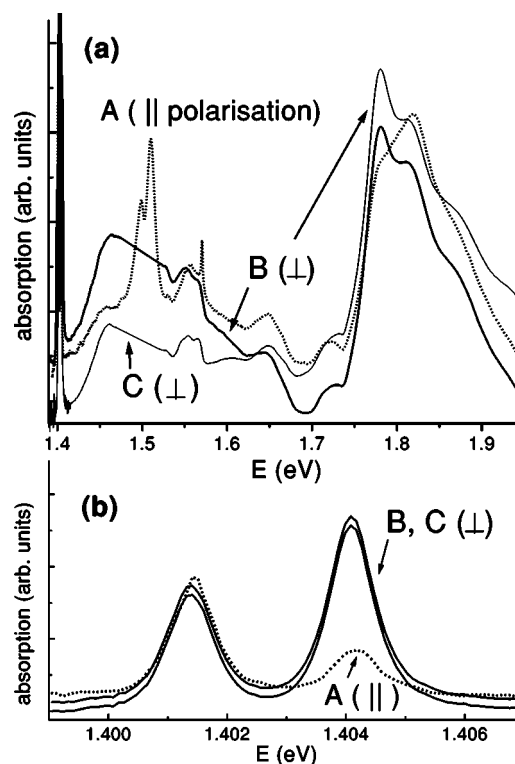 (a)
A ( || polarisation)
B (⊥)
C (⊥)
absorption (arb. units)
1.4 1.5 1.6 1.7 1.8 1.9
E (eV)
(b)
B, C (⊥)
A ( || )
absorption (arb. units)
1.400 1.402 1.404 1.406
E (eV)